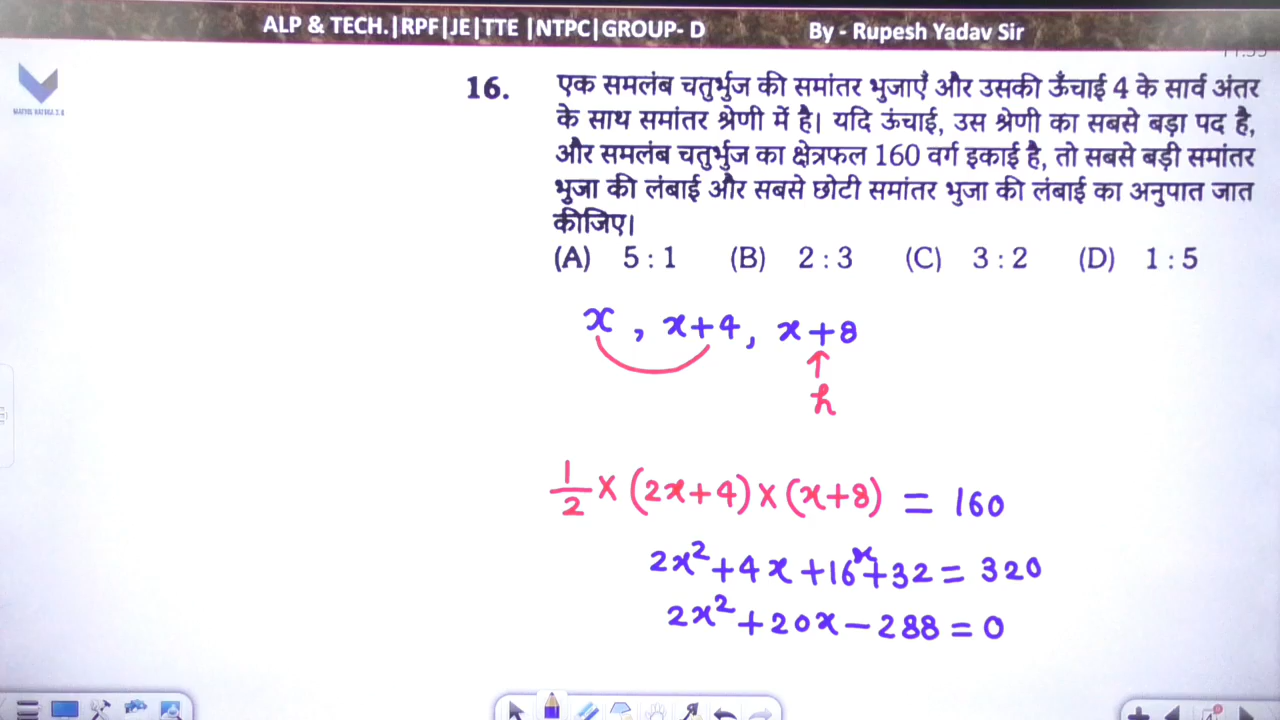 ALP & TECH.|RPF|JE|TTE |NTPC|GROUP- D By - Rupesh Yadav Sir
16. एक समलंब चतुर्भुज की समांतर भुजाएँ और उसकी ऊँचाई 4 के सार्व अंतर
के साथ समांतर श्रेणी में है। यदि ऊंचाई, उस श्रेणी का सबसे बड़ा पद है,
और समलंब चतुर्भुज का क्षेत्रफल 160 वर्ग इकाई है, तो सबसे बड़ी समांतर
भुजा की लंबाई और सबसे छोटी समांतर भुजा की लंबाई का अनुपात जात
कीजिए।
(A) 5 : 1 (B) 2 : 3 (C) 3 : 2 (D) 1 : 5
x , x+4, x+8
↑
h
1/2 × (2x+4) × (x+8) = 160
2x²+4x+16x+32 = 320
2x²+20x-288 = 0